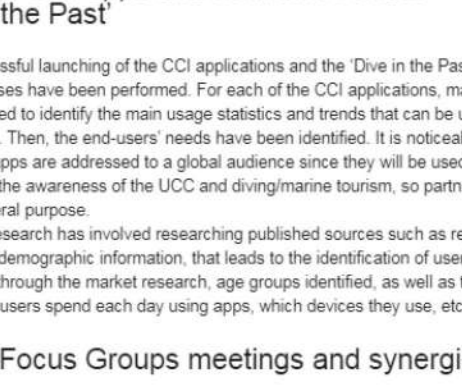 the Past'
ssful launching of the CCI applications and the 'Dive in the Pas
ses have been performed. For each of the CCI applications, ma
ed to identify the main usage statistics and trends that can be u
. Then, the end-users' needs have been identified. It is noticeal
apps are addressed to a global audience since they will be used
the awareness of the UCC and diving/marine tourism, so partn
ral purpose.
esearch has involved researching published sources such as re
demographic information, that leads to the identification of user
hrough the market research, age groups identified, as well as t
users spend each day using apps, which devices they use, etc
Focus Groups meetings and synergi